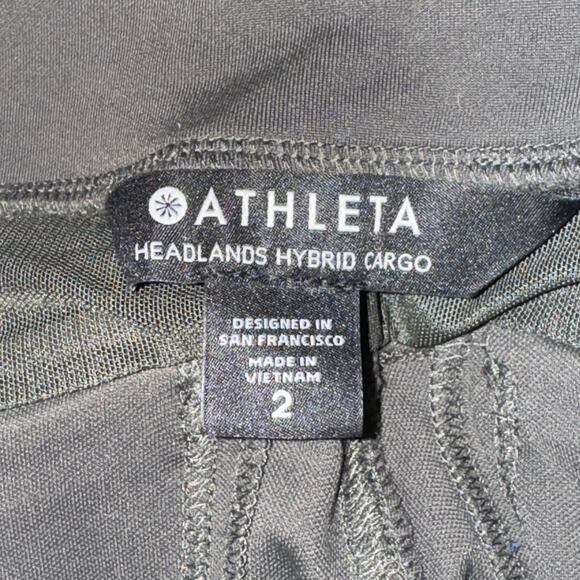 ATHLETA
HEADLANDS HYBRID CARGO
DESIGNED IN
SAN FRANCISCO
MADE IN
VIETNAM
2